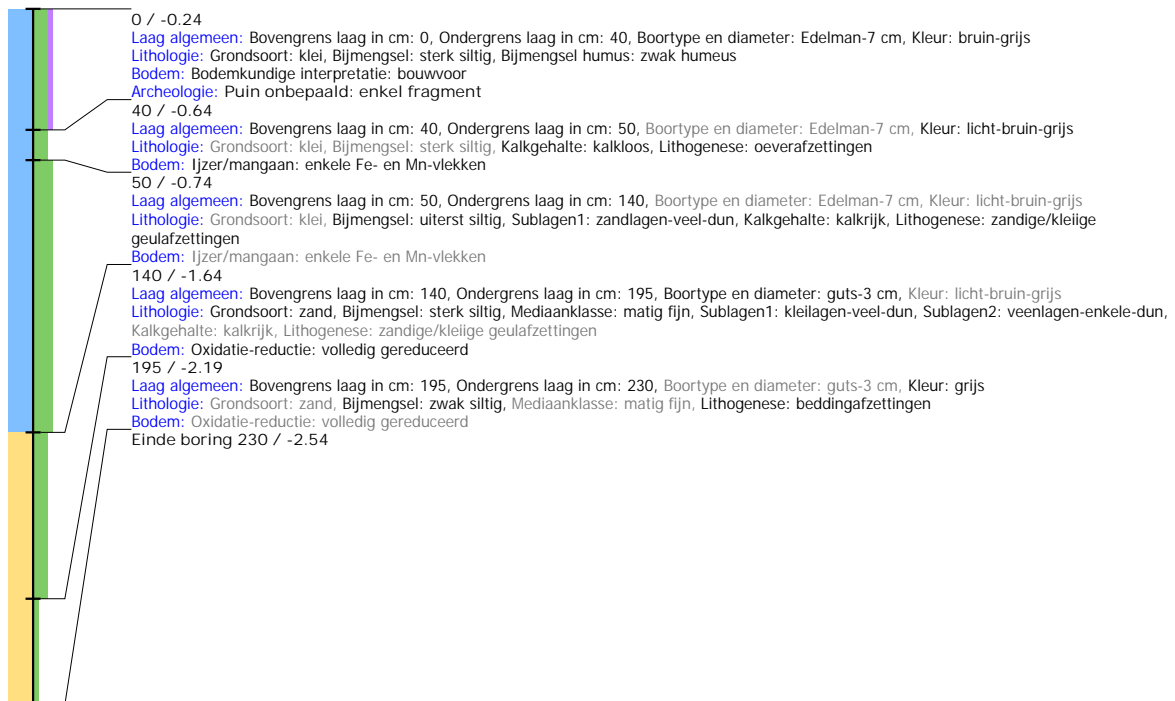 0 / -0.24
Laag algemeen: Bovengrens laag in cm: 0, Ondergrens laag in cm: 40, Boortype en diameter: Edelman-7 cm, Kleur: bruin-grijs
Lithologie: Grondsoort: klei, Bijmengsel: sterk siltig, Bijmengsel humus: zwak humeus
Bodem: Bodemkundige interpretatie: bouwvoor
Archeologie: Puin onbepaald: enkel fragment
40 / -0.64
Laag algemeen: Bovengrens laag in cm: 40, Ondergrens laag in cm: 50, Boortype en diameter: Edelman-7 cm, Kleur: licht-bruin-grijs
Lithologie: Grondsoort: klei, Bijmengsel: sterk siltig, Kalkgehalte: kalkloos, Lithogenese: oeverafzettingen
Bodem: Ijzer/mangaan: enkele Fe- en Mn-vlekken
50 / -0.74
Laag algemeen: Bovengrens laag in cm: 50, Ondergrens laag in cm: 140, Boortype en diameter: Edelman-7 cm, Kleur: licht-bruin-grijs
Lithologie: Grondsoort: klei, Bijmengsel: uiterst siltig, Sublagen1: zandlagen-veel-dun, Kalkgehalte: kalkrijk, Lithogenese: zandige/kleiige
geulafzettingen
Bodem: Ijzer/mangaan: enkele Fe- en Mn-vlekken
140 / -1.64
Laag algemeen: Bovengrens laag in cm: 140, Ondergrens laag in cm: 195, Boortype en diameter: guts-3 cm, Kleur: licht-bruin-grijs
Lithologie: Grondsoort: zand, Bijmengsel: sterk siltig, Mediaanklasse: matig fijn, Sublagen1: kleilagen-veel-dun, Sublagen2: veenlagen-enkele-dun,
Kalkgehalte: kalkrijk, Lithogenese: zandige/kleiige geulafzettingen
Bodem: Oxidatie-reductie: volledig gereduceerd
195 / -2.19
Laag algemeen: Bovengrens laag in cm: 195, Ondergrens laag in cm: 230, Boortype en diameter: guts-3 cm, Kleur: grijs
Lithologie: Grondsoort: zand, Bijmengsel: zwak siltig, Mediaanklasse: matig fijn, Lithogenese: beddingafzettingen
Bodem: Oxidatie-reductie: volledig gereduceerd
Einde boring 230 / -2.54